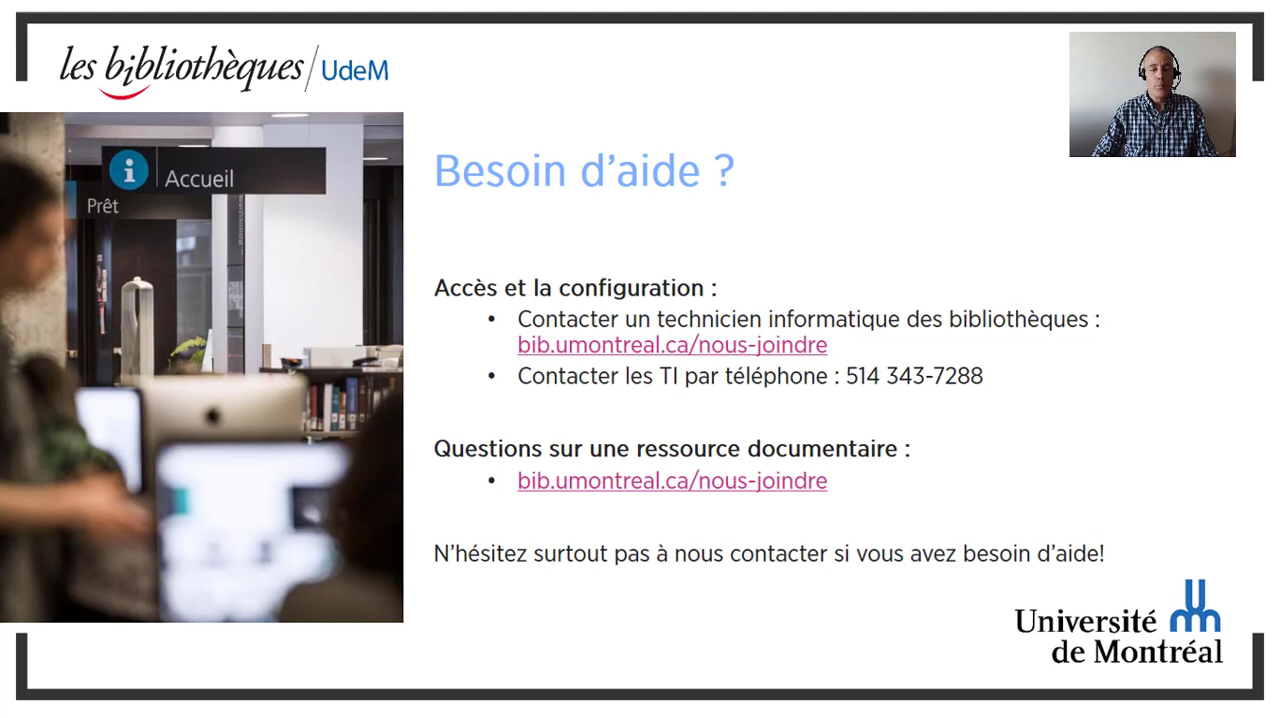 les bibliothèques/UdeM
i Accueil
Prêt
Besoin d’aide ?
Accès et la configuration :
• Contacter un technicien informatique des bibliothèques :
bib.umontreal.ca/nous-joindre
• Contacter les TI par téléphone : 514 343-7288
Questions sur une ressource documentaire :
• bib.umontreal.ca/nous-joindre
N’hésitez surtout pas à nous contacter si vous avez besoin d’aide!
Université
de Montréal